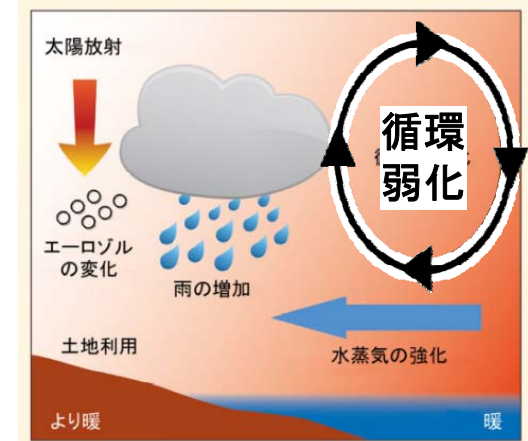 太陽放射
循環
弱化
エーロゾル
の変化
雨の増加
土地利用
水蒸気の強化
より暖
暖